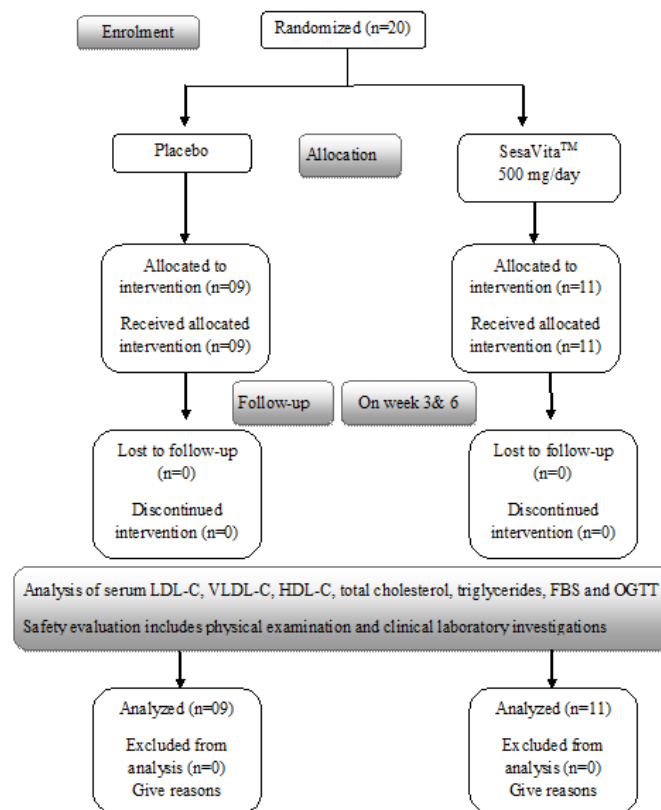 Enrolment
Randomized (n=20)
Placebo
Allocation
SesaVita™
500 mg/day
Allocated to
intervention (n=09)
Received allocated
intervention (n=09)
Allocated to
intervention (n=11)
Received allocated
intervention (n=11)
Follow-up
On week 3& 6
Lost to follow-up
(n=0)
Discontinued
intervention (n=0)
Lost to follow-up
(n=0)
Discontinued
intervention (n=0)
Analysis of serum LDL-C, VLDL-C, HDL-C, total cholesterol, triglycerides, FBS and OGTT
Safety evaluation includes physical examination and clinical laboratory investigations
Analyzed (n=09)
Excluded from
analysis (n=0)
Give reasons
Analyzed (n=11)
Excluded from
analysis (n=0)
Give reasons